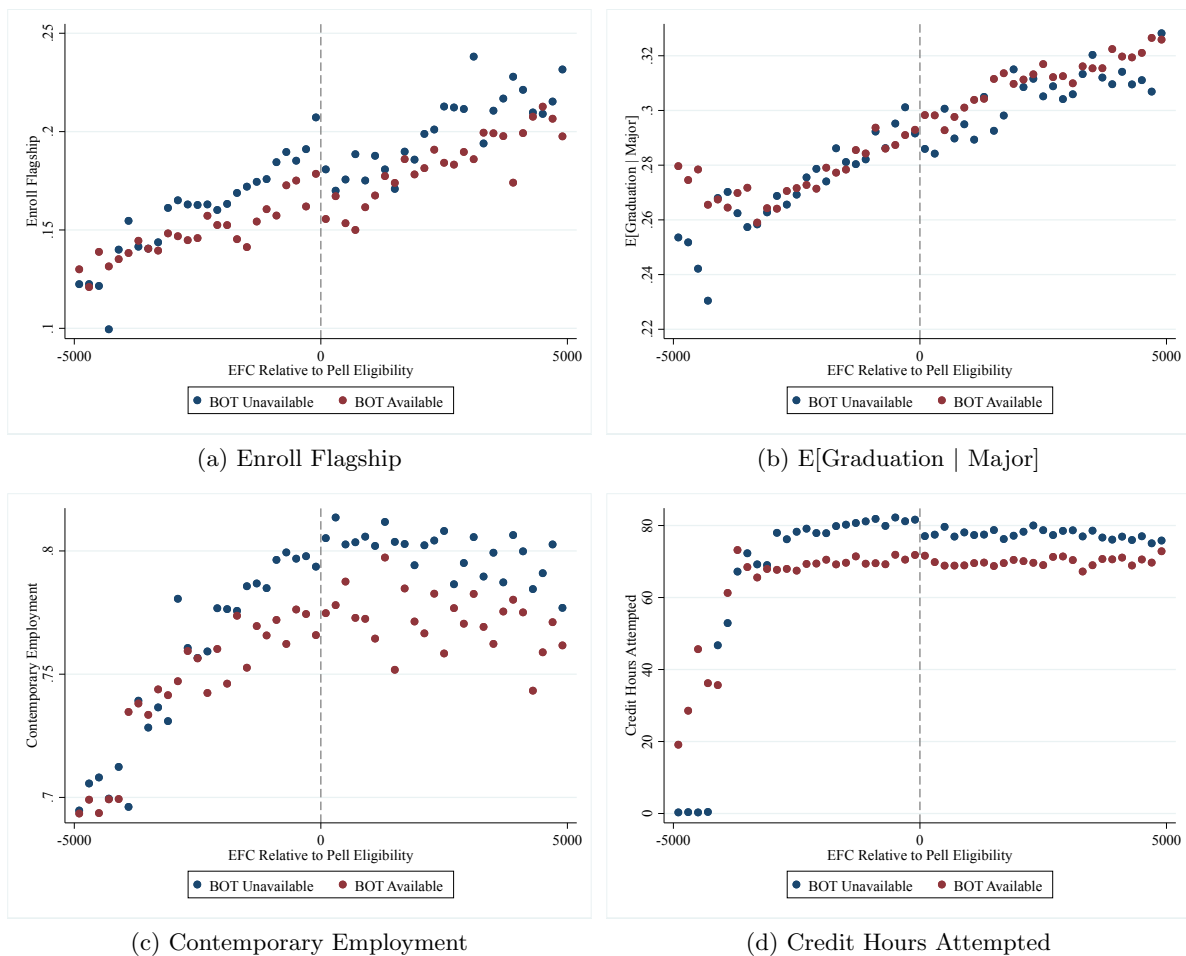 Enroll Flagship
.1 .15 .2 .25
-5000 0 5000
EFC Relative to Pell Eligibility
BOT Unavailable BOT Available
(a) Enroll Flagship
E[Graduation | Major]
.22 .24 .26 .28 .3 .32
-5000 0 5000
EFC Relative to Pell Eligibility
BOT Unavailable BOT Available
(b) E[Graduation | Major]
Contemporary Employment
.7 .75 .8
-5000 0 5000
EFC Relative to Pell Eligibility
BOT Unavailable BOT Available
(c) Contemporary Employment
Credit Hours Attempted
0 20 40 60 80
-5000 0 5000
EFC Relative to Pell Eligibility
BOT Unavailable BOT Available
(d) Credit Hours Attempted